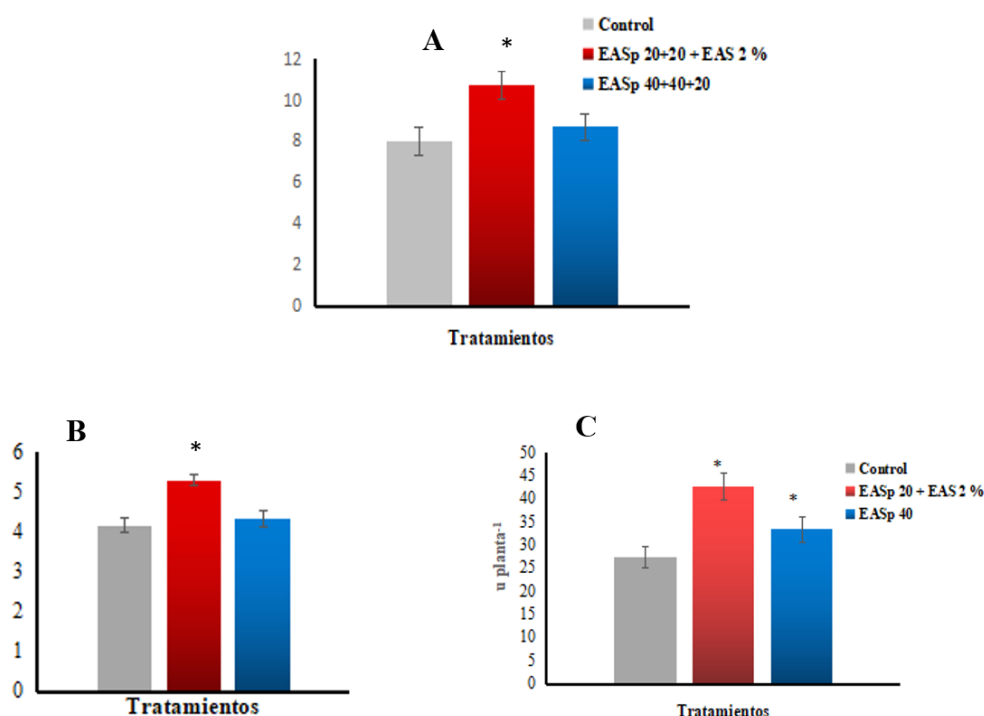 A
*
Control
EASp 20+20 + EAS 2 %
EASp 40+40+20
12
10
8
6
4
2
0
Tratamientos
B
*
6
5
4
3
2
1
0
Tratamientos
C
*
*
Control
EASp 20 + EAS 2 %
EASp 40
u planta⁻¹
50
45
40
35
30
25
20
15
10
5
0
Tratamientos